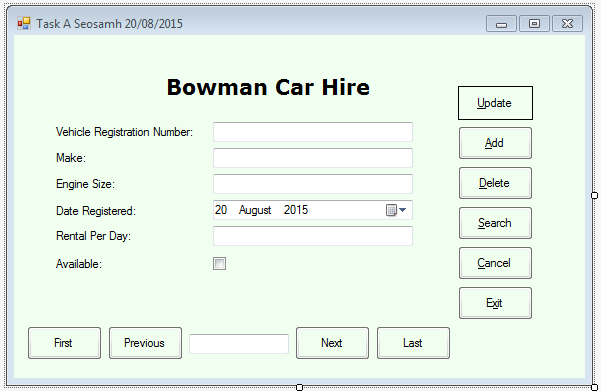 Task A Seosamh 20/08/2015
Bowman Car Hire
Vehicle Registration Number:
Make:
Engine Size:
Date Registered: 20 August 2015
Rental Per Day:
Available:
Update
Add
Delete
Search
Cancel
Exit
First Previous Next Last